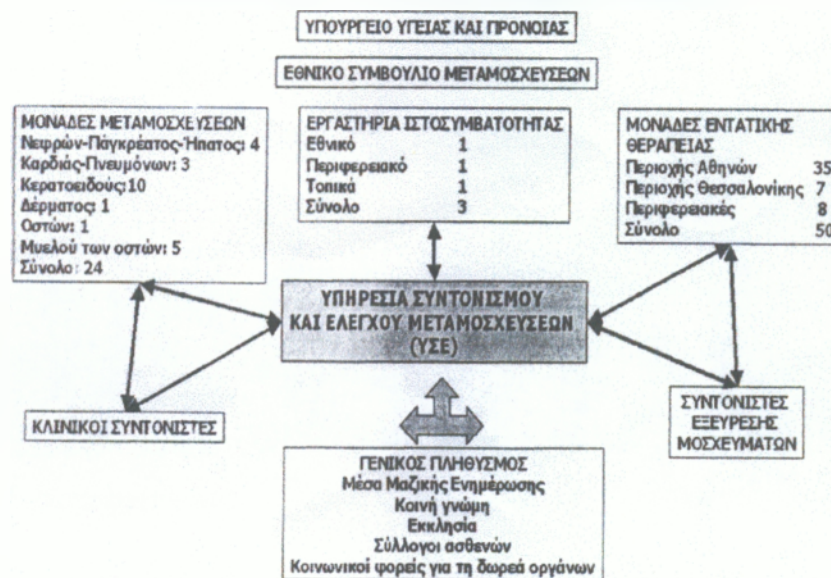 ΥΠΟΥΡΓΕΙΟ ΥΓΕΙΑΣ ΚΑΙ ΠΡΟΝΟΙΑΣ
ΕΘΝΙΚΟ ΣΥΜΒΟΥΛΙΟ ΜΕΤΑΜΟΣΧΕΥΣΕΩΝ
ΜΟΝΑΔΕΣ ΜΕΤΑΜΟΣΧΕΥΣΕΩΝ
Νεφρών-Πάγκρέατος-Ήπατος: 4
Καρδιάς-Πνευμόνων: 3
Κερατοειδούς:10
Δέρματος: 1
Οστών: 1
Μυελού των οστών: 5
Σύνολο: 24
ΕΡΓΑΣΤΗΡΙΑ ΙΣΤΟΣΥΜΒΑΤΟΤΗΤΑΣ
Εθνικό 1
Περιφερειακό 1
Τοπικά 1
Σύνολο 3
ΜΟΝΑΔΕΣ ΕΝΤΑΤΙΚΗΣ
ΘΕΡΑΠΕΙΑΣ
Περιοχής Αθηνών 35
Περιοχής Θεσσαλονίκης 7
Περιφερειακές 8
Σύνολο 50
ΥΠΗΡΕΣΙΑ ΣΥΝΤΟΝΙΣΜΟΥ
ΚΑΙ ΕΛΕΓΧΟΥ ΜΕΤΑΜΟΣΧΕΥΣΕΩΝ
(ΥΣΕ)
ΚΛΙΝΙΚΟΙ ΣΥΝΤΟΝΙΣΤΕΣ
ΣΥΝΤΟΝΙΣΤΕΣ
ΕΞΕΥΡΕΣΗΣ
ΜΟΣΧΕΥΜΑΤΩΝ
ΓΕΝΙΚΟΣ ΠΛΗΘΥΣΜΟΣ
Μέσα Μαζικής Ενημέρωσης
Κοινή γνώμη
Εκκλησία
Σύλλογοι ασθενών
Κοινωνικοί φορείς για τη δωρεά οργάνων